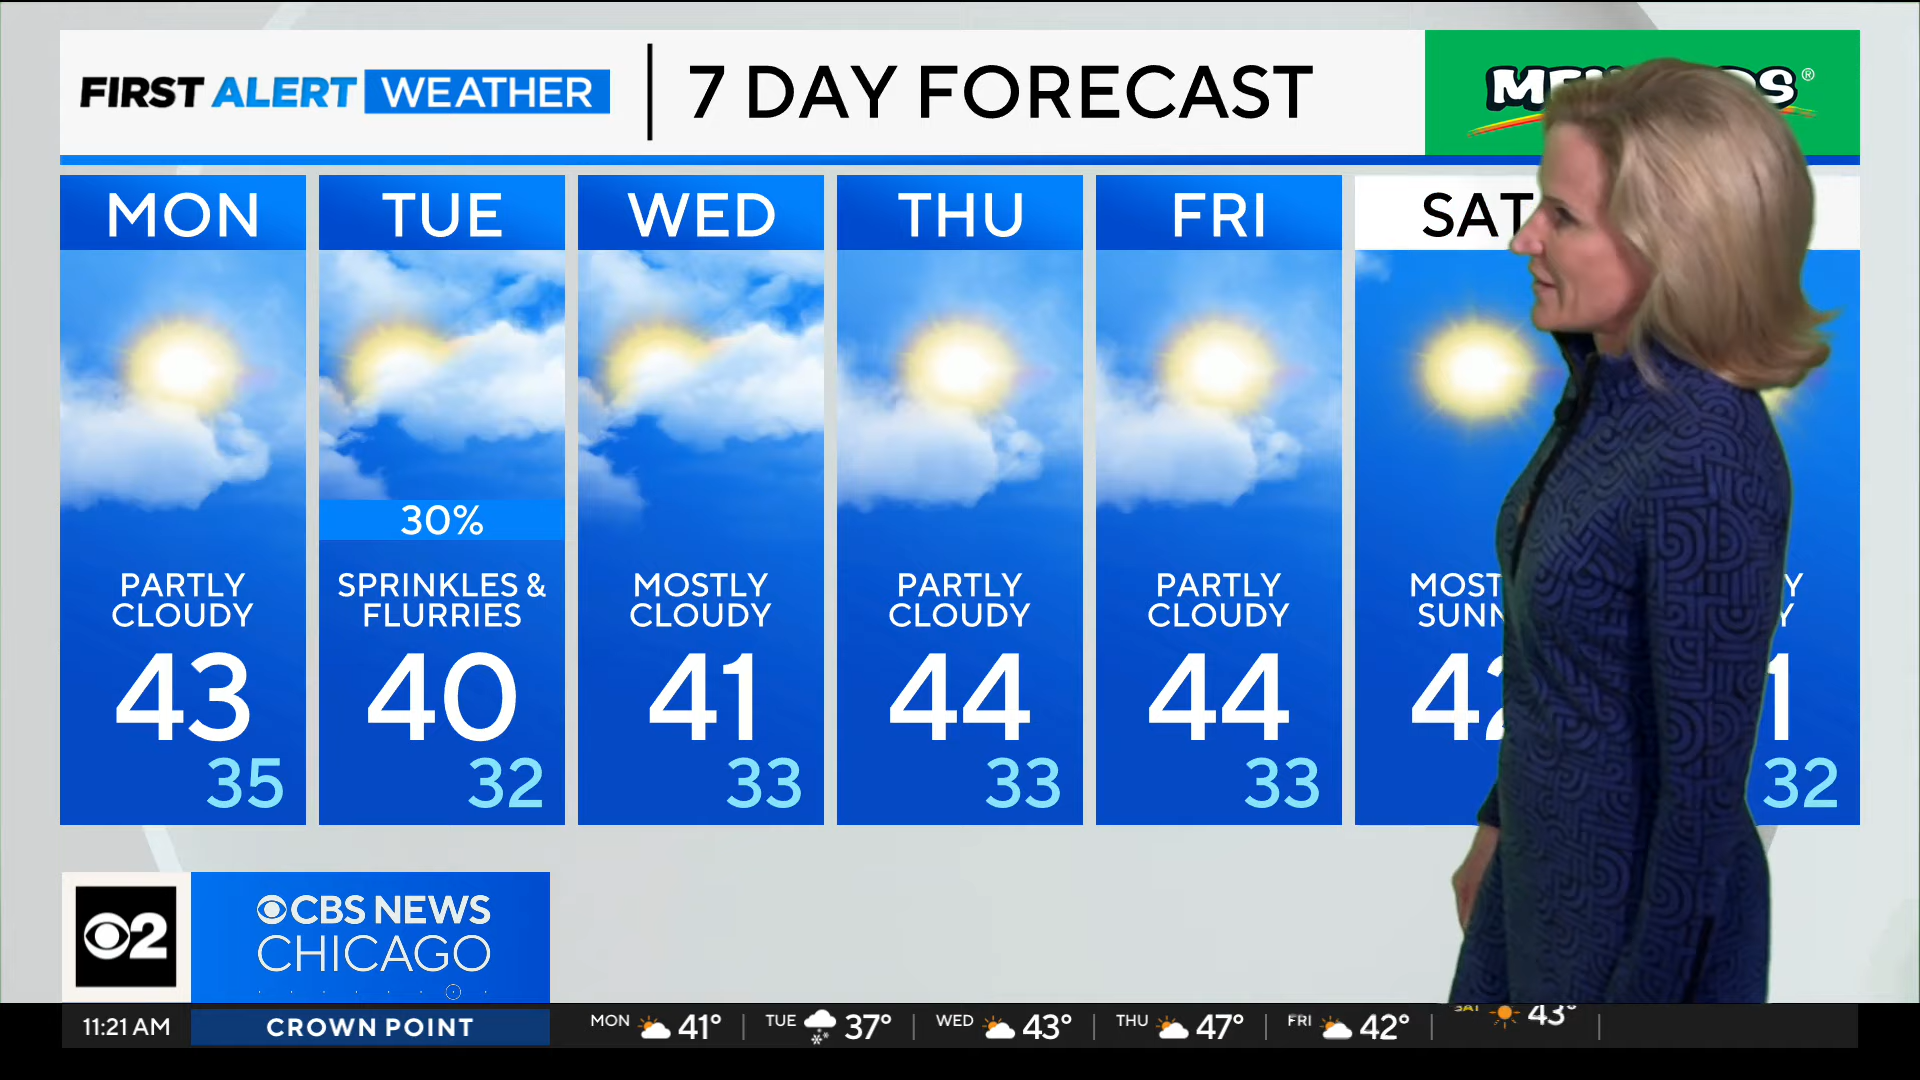 FIRST ALERT WEATHER
7 DAY FORECAST
MON
TUE
WED
THU
FRI
SAT
30%
PARTLY
CLOUDY
SPRINKLES &
FLURRIES
MOSTLY
CLOUDY
PARTLY
CLOUDY
PARTLY
CLOUDY
43
40
41
44
44
35
32
33
33
33
32
2
CBS NEWS
CHICAGO
11:21 AM
CROWN POINT
MON 41°
TUE 37°
WED 43°
THU 47°
FRI 42°
SAT 43°